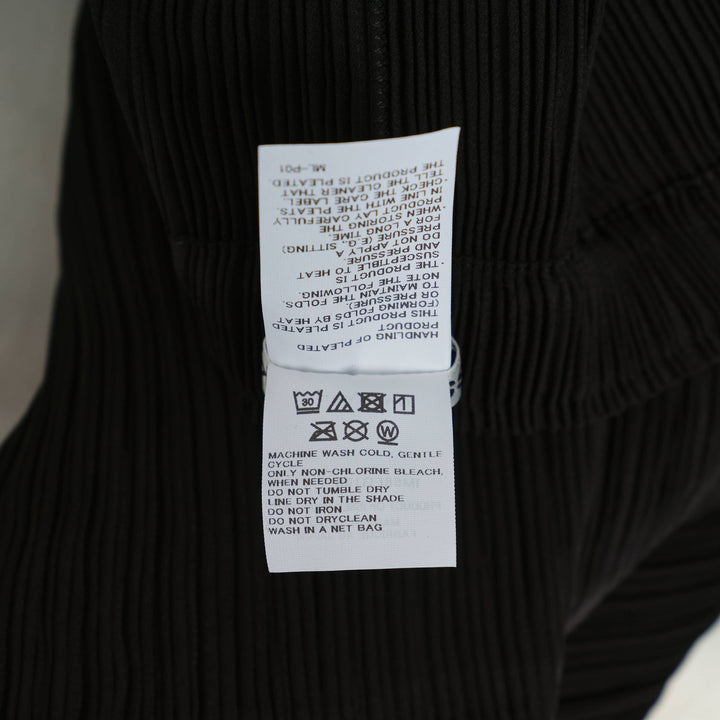 HANDLING OF PLEATED
PRODUCT
THIS PRODUCT IS PLEATED
(FORMING FOLDS BY HEAT
OR PRESSURE).
TO MAINTAIN THE FOLDS.
NOTE THE FOLLOWING.
·THE PRODUCT IS
SUSCEPTIBLE TO HEAT
AND PRESSURE.
DO NOT APPLY A
PRESSURE (E.G., SITTING)
FOR A LONG TIME.
·WHEN STORING THE
PRODUCT LAY CAREFULLY
IN LINE WITH THE PLEATS.
·CHECK THE CARE LABEL.
TELL THE CLEANER THAT
THE PRODUCT IS PLEATED.
ML-P01
30
W
MACHINE WASH COLD, GENTLE
CYCLE
ONLY NON-CHLORINE BLEACH,
WHEN NEEDED
DO NOT TUMBLE DRY
LINE DRY IN THE SHADE
DO NOT IRON
DO NOT DRYCLEAN
WASH IN A NET BAG